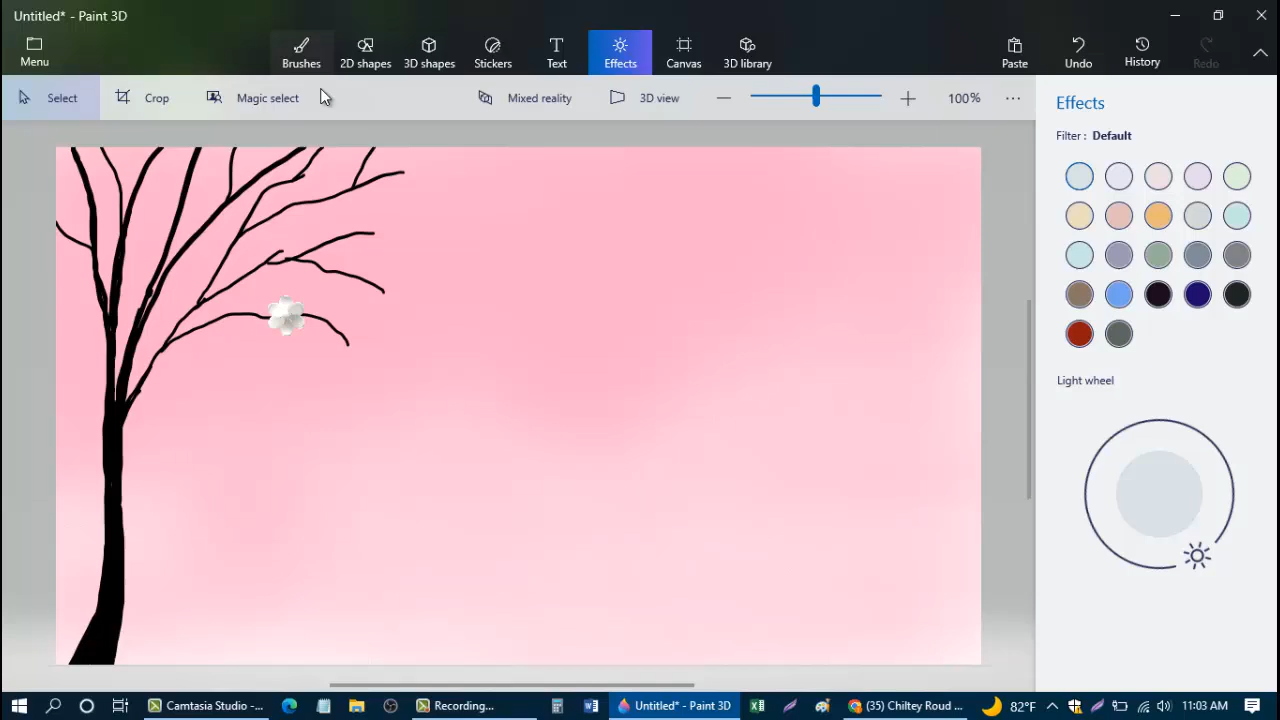 Untitled* - Paint 3D
Menu
Brushes
2D shapes
3D shapes
Stickers
Text
Effects
Canvas
3D library
Paste
Undo
History
Redo
Select
Crop
Magic select
Mixed reality
3D view
100%
Effects
Filter : Default
Light wheel
Camtasia Studio -...
Recording...
Untitled* - Paint 3D
(35) Chiltey Roud ...
82°F
11:03 AM